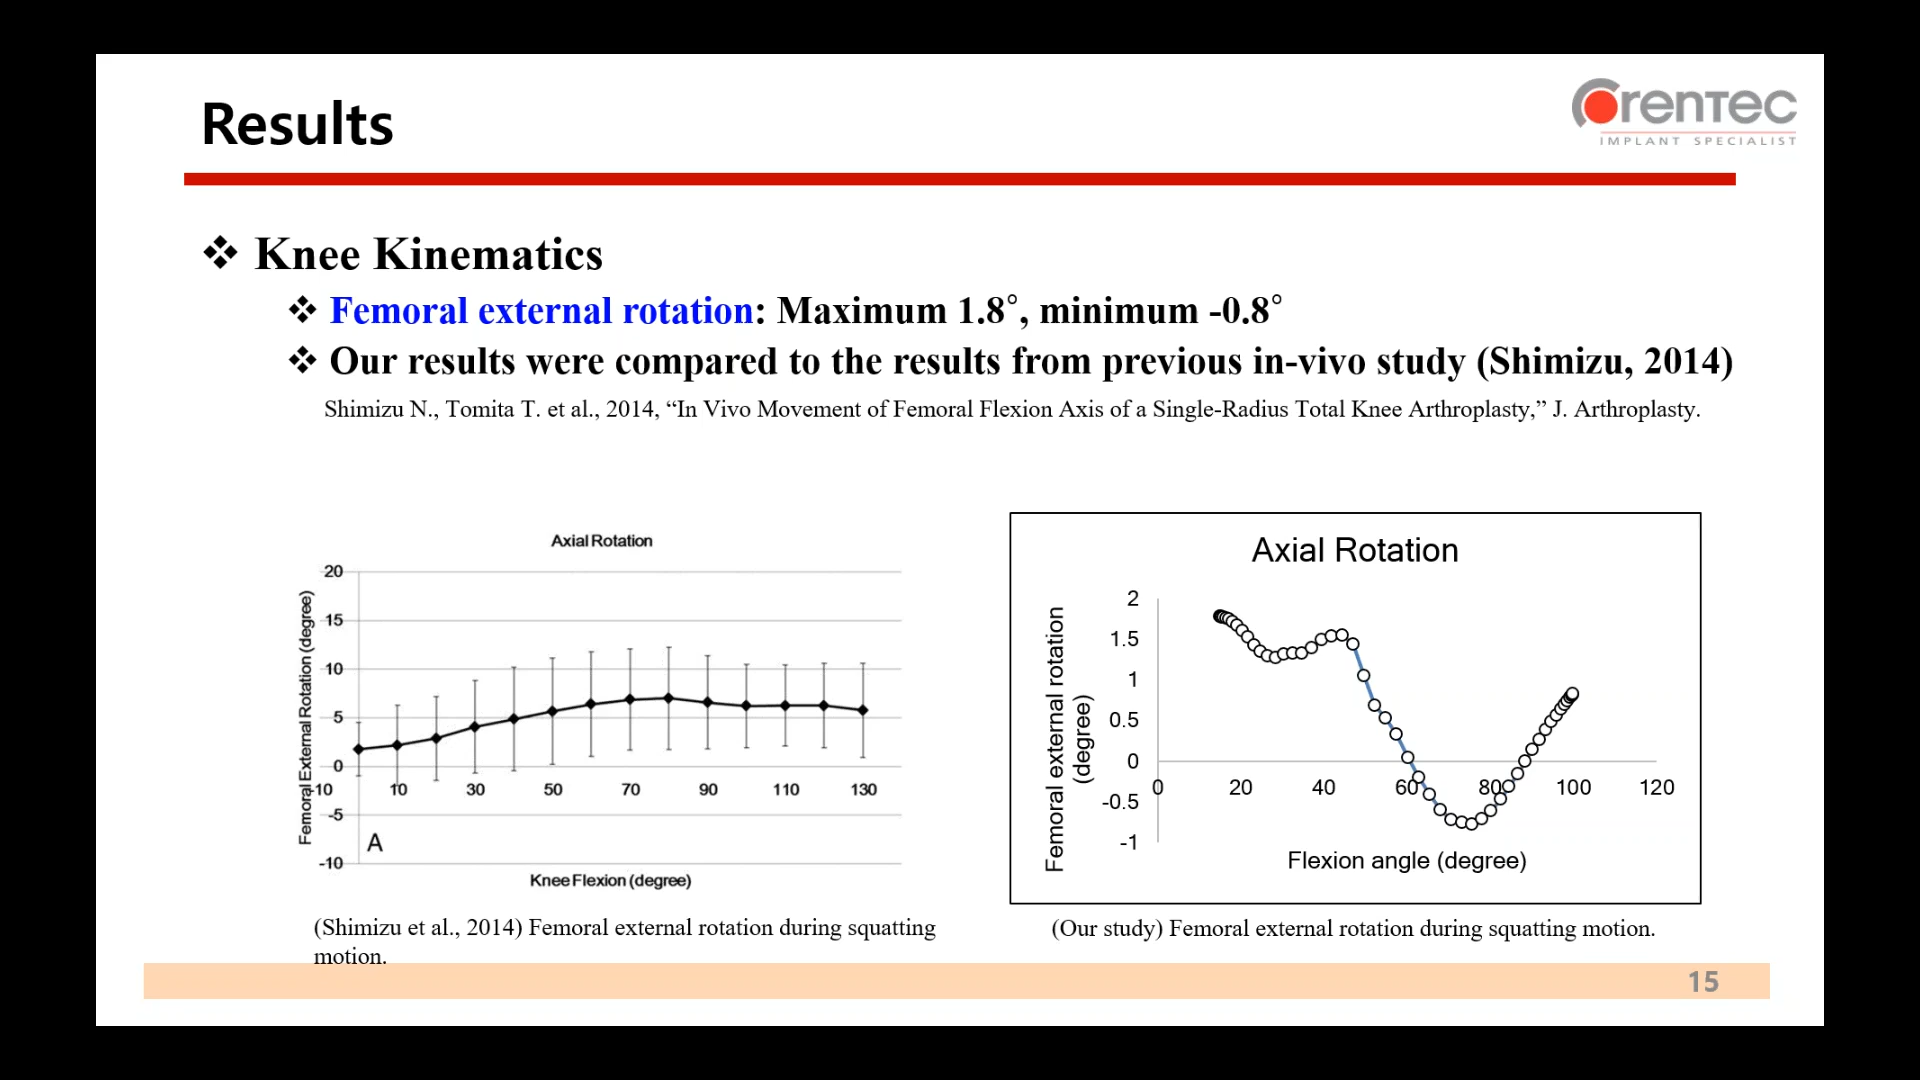 Results
orentec
IMPLANT SPECIALIST
❖ Knee Kinematics
❖ Femoral external rotation: Maximum 1.8°, minimum -0.8°
❖ Our results were compared to the results from previous in-vivo study (Shimizu, 2014)
Shimizu N., Tomita T. et al., 2014, “In Vivo Movement of Femoral Flexion Axis of a Single-Radius Total Knee Arthroplasty,” J. Arthroplasty.
Axial Rotation
Femoral External Rotation (degree)
20
15
10
5
0
-5
-10
-10 10 30 50 70 90 110 130
A
Knee Flexion (degree)
(Shimizu et al., 2014) Femoral external rotation during squatting
motion.
Axial Rotation
Femoral external rotation
(degree)
2
1.5
1
0.5
0
-0.5
-1
0 20 40 60 80 100 120
Flexion angle (degree)
(Our study) Femoral external rotation during squatting motion.
15